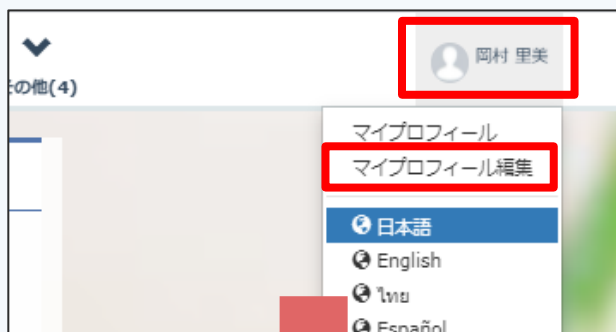 岡村 里美
その他(4)
マイプロフィール
マイプロフィール編集
日本語
English
ไทย
Español